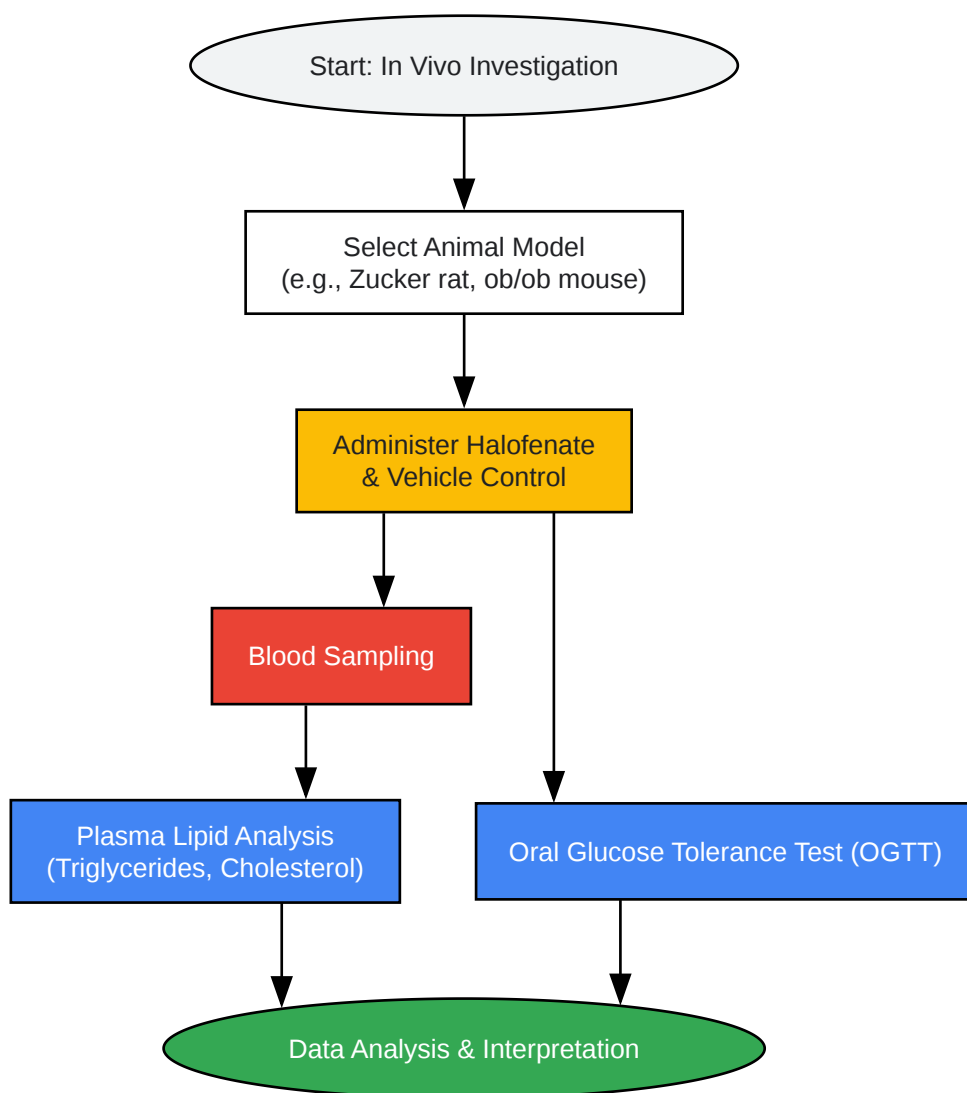 Start: In Vivo Investigation
Select Animal Model
(e.g., Zucker rat, ob/ob mouse)
Administer Halofenate
& Vehicle Control
Blood Sampling
Plasma Lipid Analysis
(Triglycerides, Cholesterol)
Oral Glucose Tolerance Test (OGTT)
Data Analysis & Interpretation